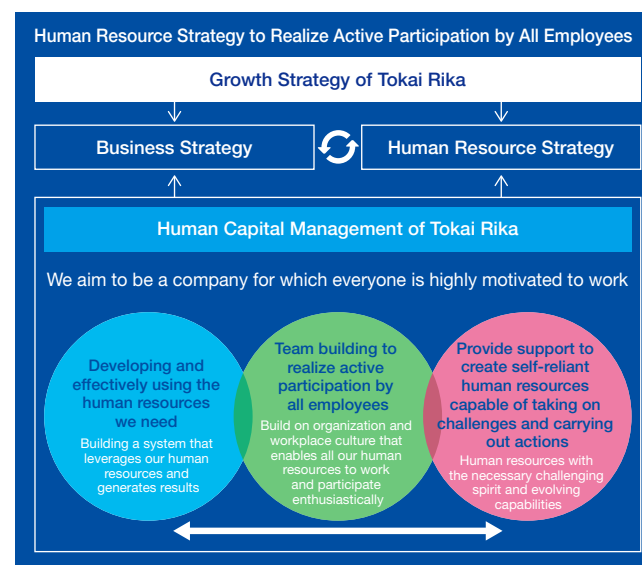 Human Resource Strategy to Realize Active Participation by All Employees
Growth Strategy of Tokai Rika
Business Strategy
Human Resource Strategy
Human Capital Management of Tokai Rika
We aim to be a company for which everyone is highly motivated to work
Developing and
effectively using the
human resources
we need
Building a system that
leverages our human
resources and
generates results
Team building to
realize active
participation by
all employees
Build on organization and
workplace culture that
enables all our human
resources to work
and participate
enthusiastically
Provide support to
create self-reliant
human resources
capable of taking on
challenges and carrying
out actions
Human resources with
the necessary challenging
spirit and evolving
capabilities